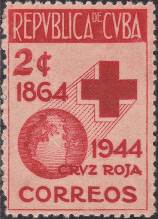 REPVBLICA DE CVBA
2¢
1864
1944
CRVZ ROJA
CORREOS